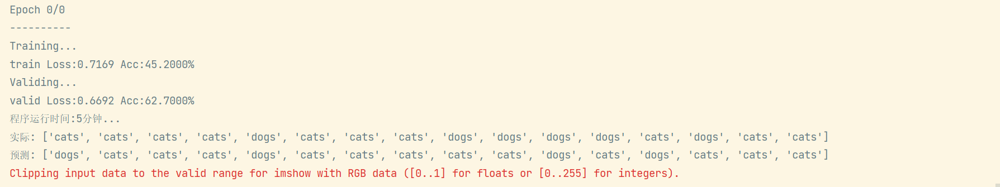 Epoch 0/0
----------
Training...
train Loss:0.7169 Acc:45.2000%
Validing...
valid Loss:0.6692 Acc:62.7000%
程序运行时间:5分钟...
实际: ['cats', 'cats', 'cats', 'cats', 'dogs', 'cats', 'cats', 'cats', 'dogs', 'dogs', 'dogs', 'dogs', 'cats', 'dogs', 'cats', 'cats']
预测: ['dogs', 'cats', 'cats', 'cats', 'dogs', 'cats', 'cats', 'cats', 'cats', 'cats', 'dogs', 'cats', 'dogs', 'cats', 'cats', 'cats']
Clipping input data to the valid range for imshow with RGB data ([0..1] for floats or [0..255] for integers).